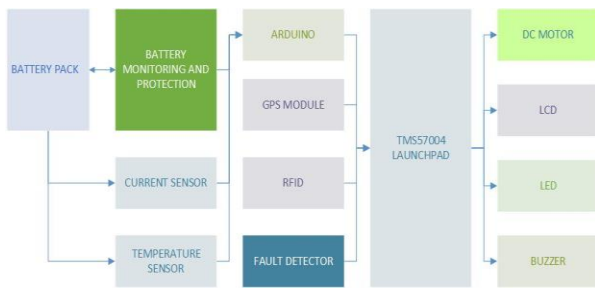 BATTERY PACK
BATTERY
MONITORING AND
PROTECTION
CURRENT SENSOR
TEMPERATURE
SENSOR
ARDUINO
GPS MODULE
RFID
FAULT DETECTOR
TMS57004
LAUNCHPAD
DC MOTOR
LCD
LED
BUZZER